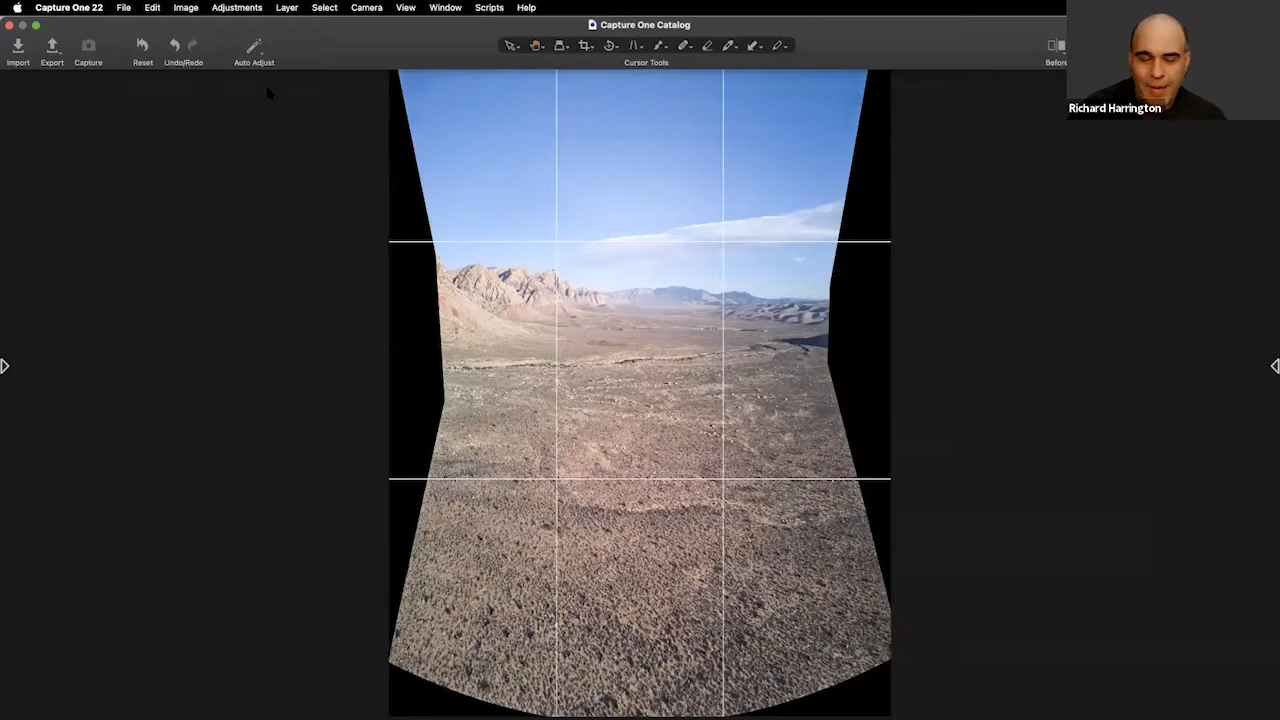 Capture One 22 File Edit Image Adjustments Layer Select Camera View Window Scripts Help
Capture One Catalog
Import Export Capture Reset Undo/Redo Auto Adjust Cursor Tools Before
Richard Harrington